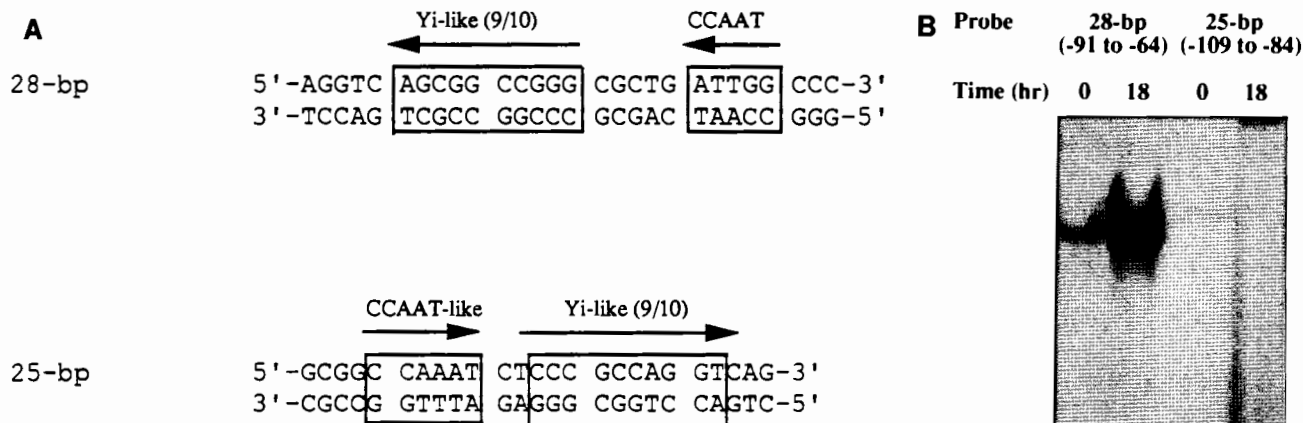 A
Yi-like (9/10) CCAAT
28-bp 5'-AGGTC AGCGG CCGGG CGCTG ATTGG CCC-3'
3'-TCCAG TCGCC GGCCC GCGAC TAACC GGG-5'
CCAAT-like Yi-like (9/10)
25-bp 5'-GCGGC CAAAT CTCCC GCCAG GTCAG-3'
3'-CGCCG GTTTA GAGGG CGGTC CAGTC-5'
B Probe 28-bp 25-bp
(-91 to -64) (-109 to -84)
Time (hr) 0 18 0 18